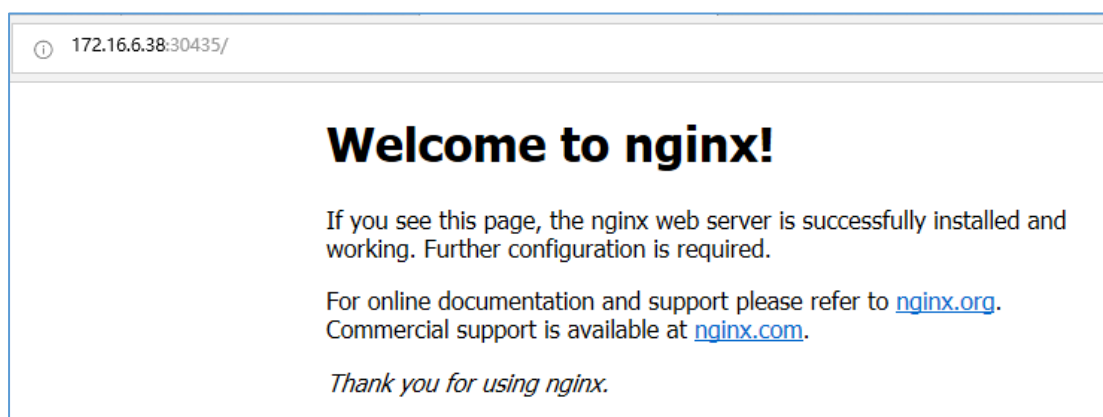 172.16.6.38:30435/
Welcome to nginx!
If you see this page, the nginx web server is successfully installed and
working. Further configuration is required.
For online documentation and support please refer to nginx.org.
Commercial support is available at nginx.com.
Thank you for using nginx.